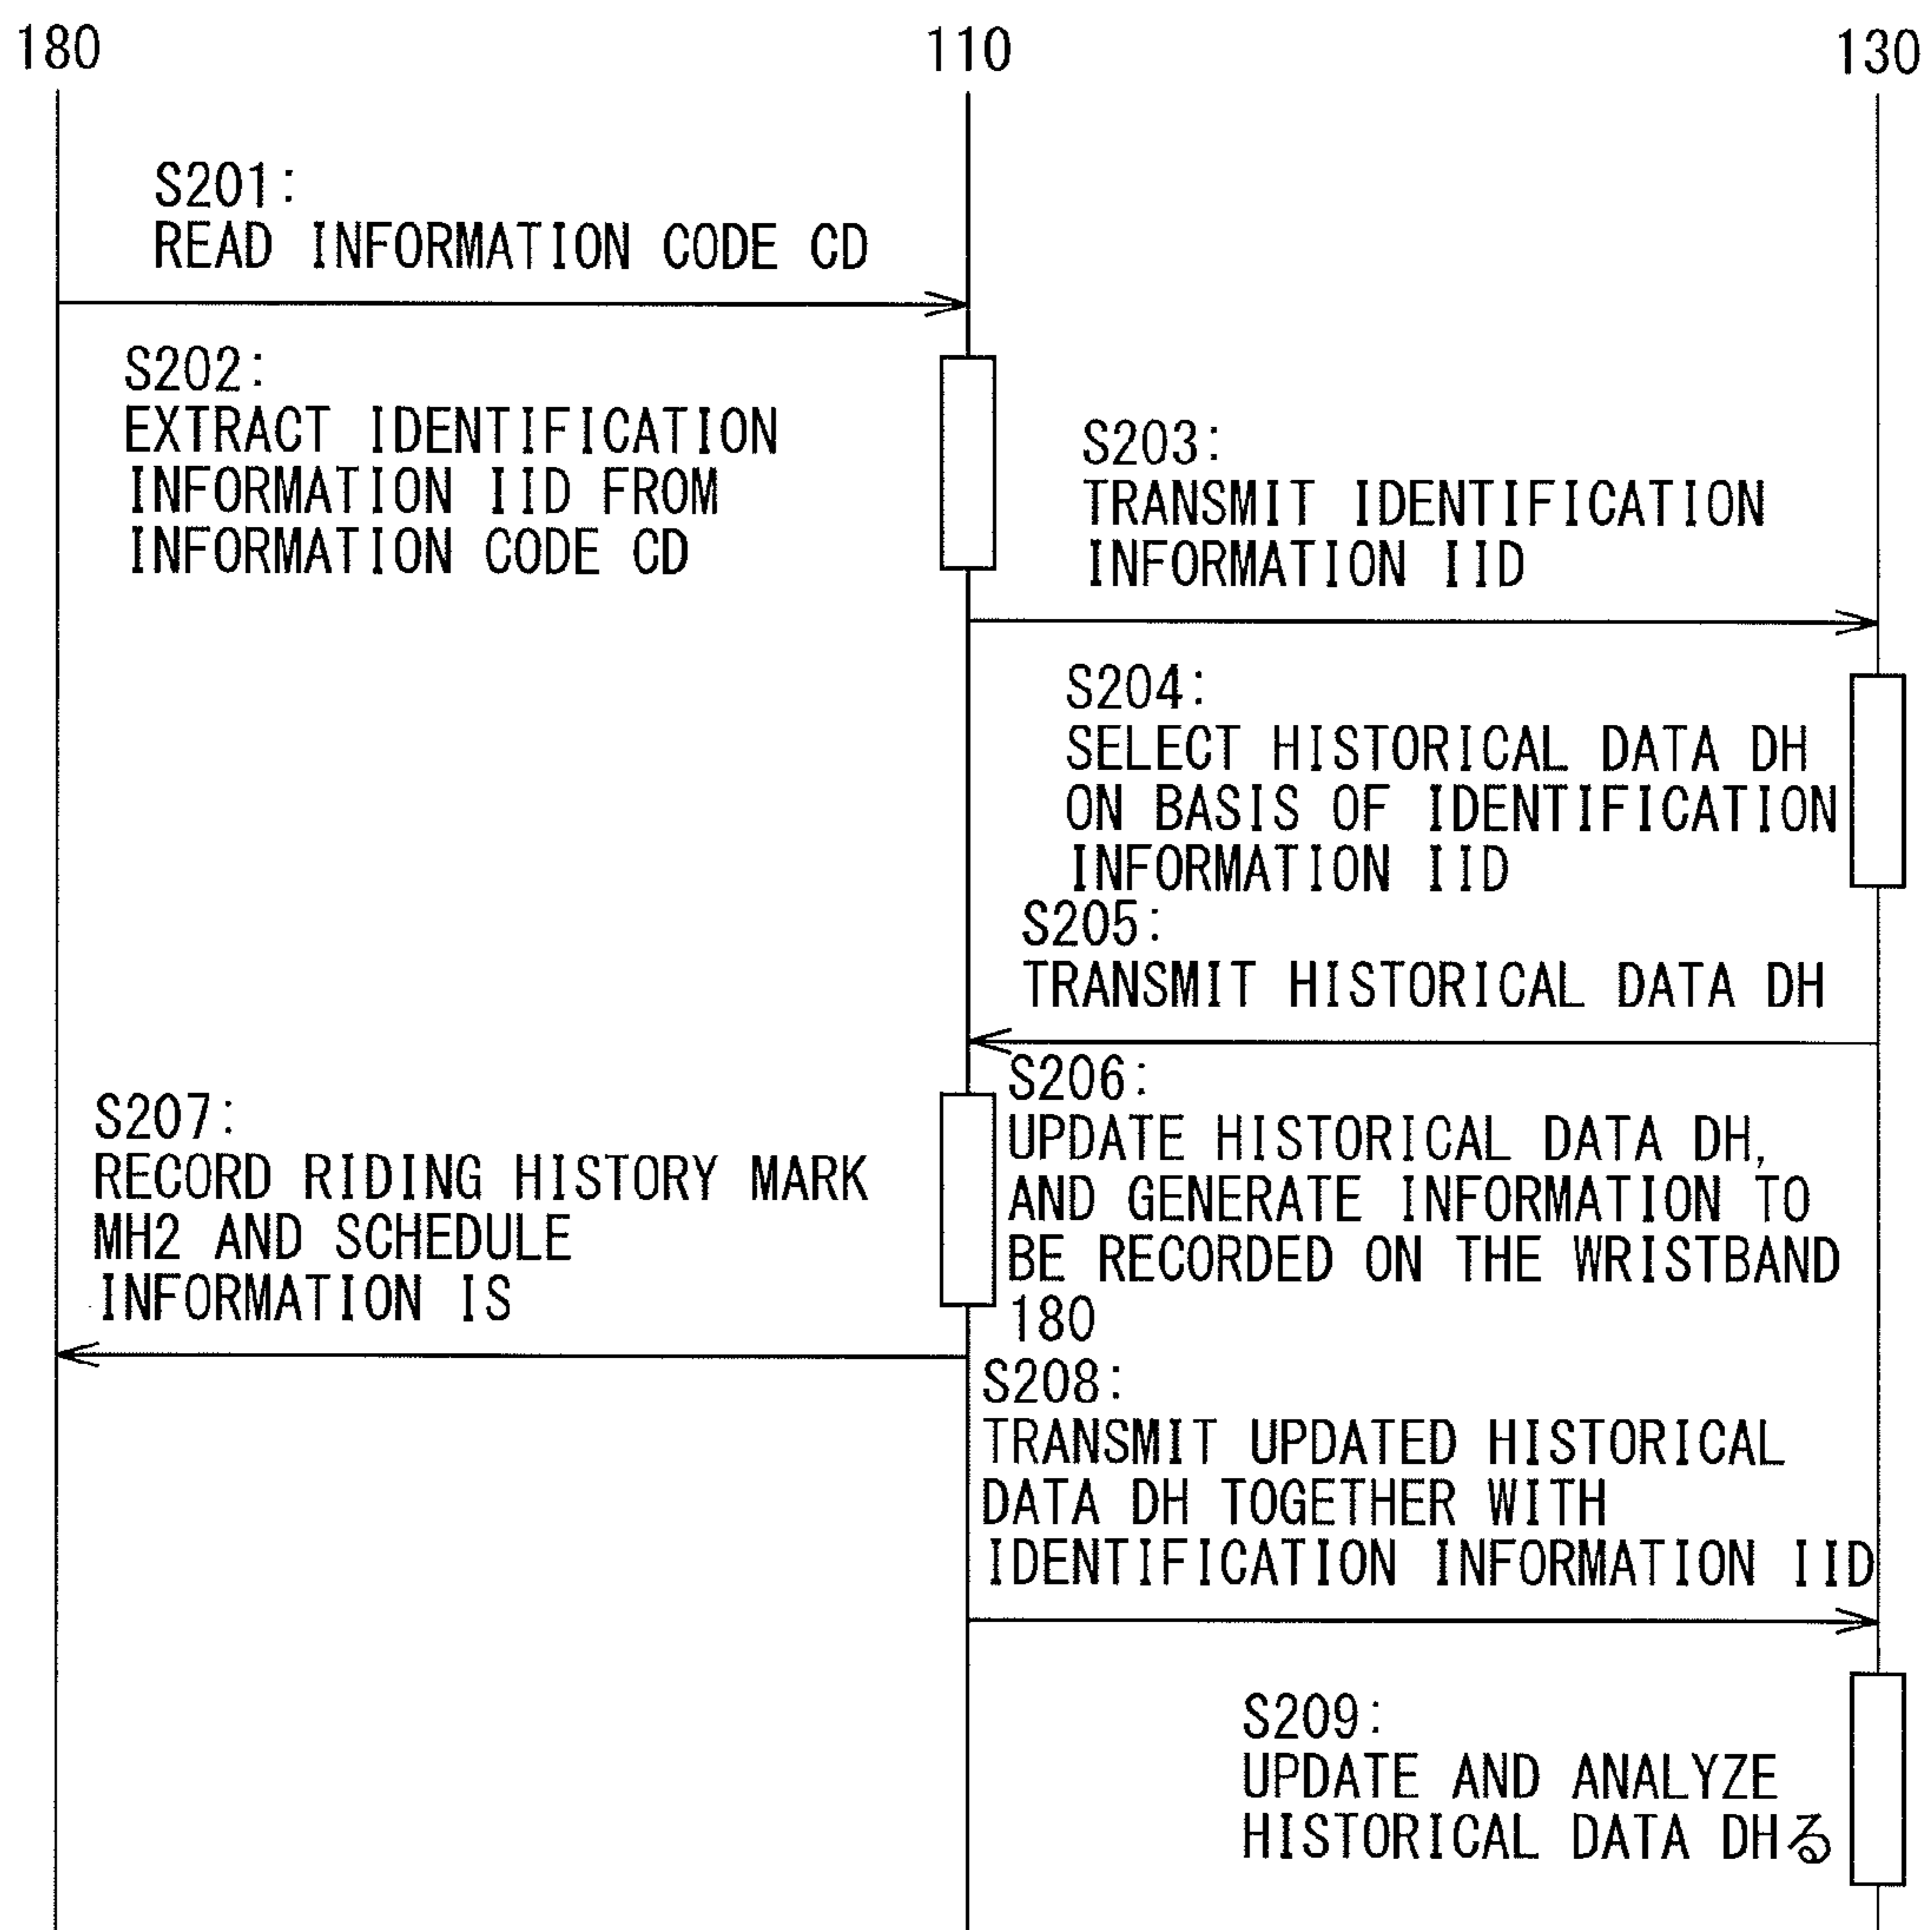 180
110
130
S201:
READ INFORMATION CODE CD
S202:
EXTRACT IDENTIFICATION
INFORMATION IID FROM
INFORMATION CODE CD
S203:
TRANSMIT IDENTIFICATION
INFORMATION IID
S204:
SELECT HISTORICAL DATA DH
ON BASIS OF IDENTIFICATION
INFORMATION IID
S205:
TRANSMIT HISTORICAL DATA DH
S206:
UPDATE HISTORICAL DATA DH,
AND GENERATE INFORMATION TO
BE RECORDED ON THE WRISTBAND
180
S207:
RECORD RIDING HISTORY MARK
MH2 AND SCHEDULE
INFORMATION IS
S208:
TRANSMIT UPDATED HISTORICAL
DATA DH TOGETHER WITH
IDENTIFICATION INFORMATION IID
S209:
UPDATE AND ANALYZE
HISTORICAL DATA DHる